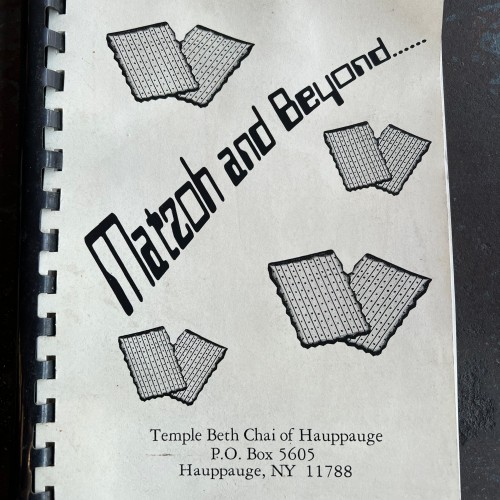 Matzoh and Beyond......
Temple Beth Chai of Hauppauge
P.O. Box 5605
Hauppauge, NY 11788